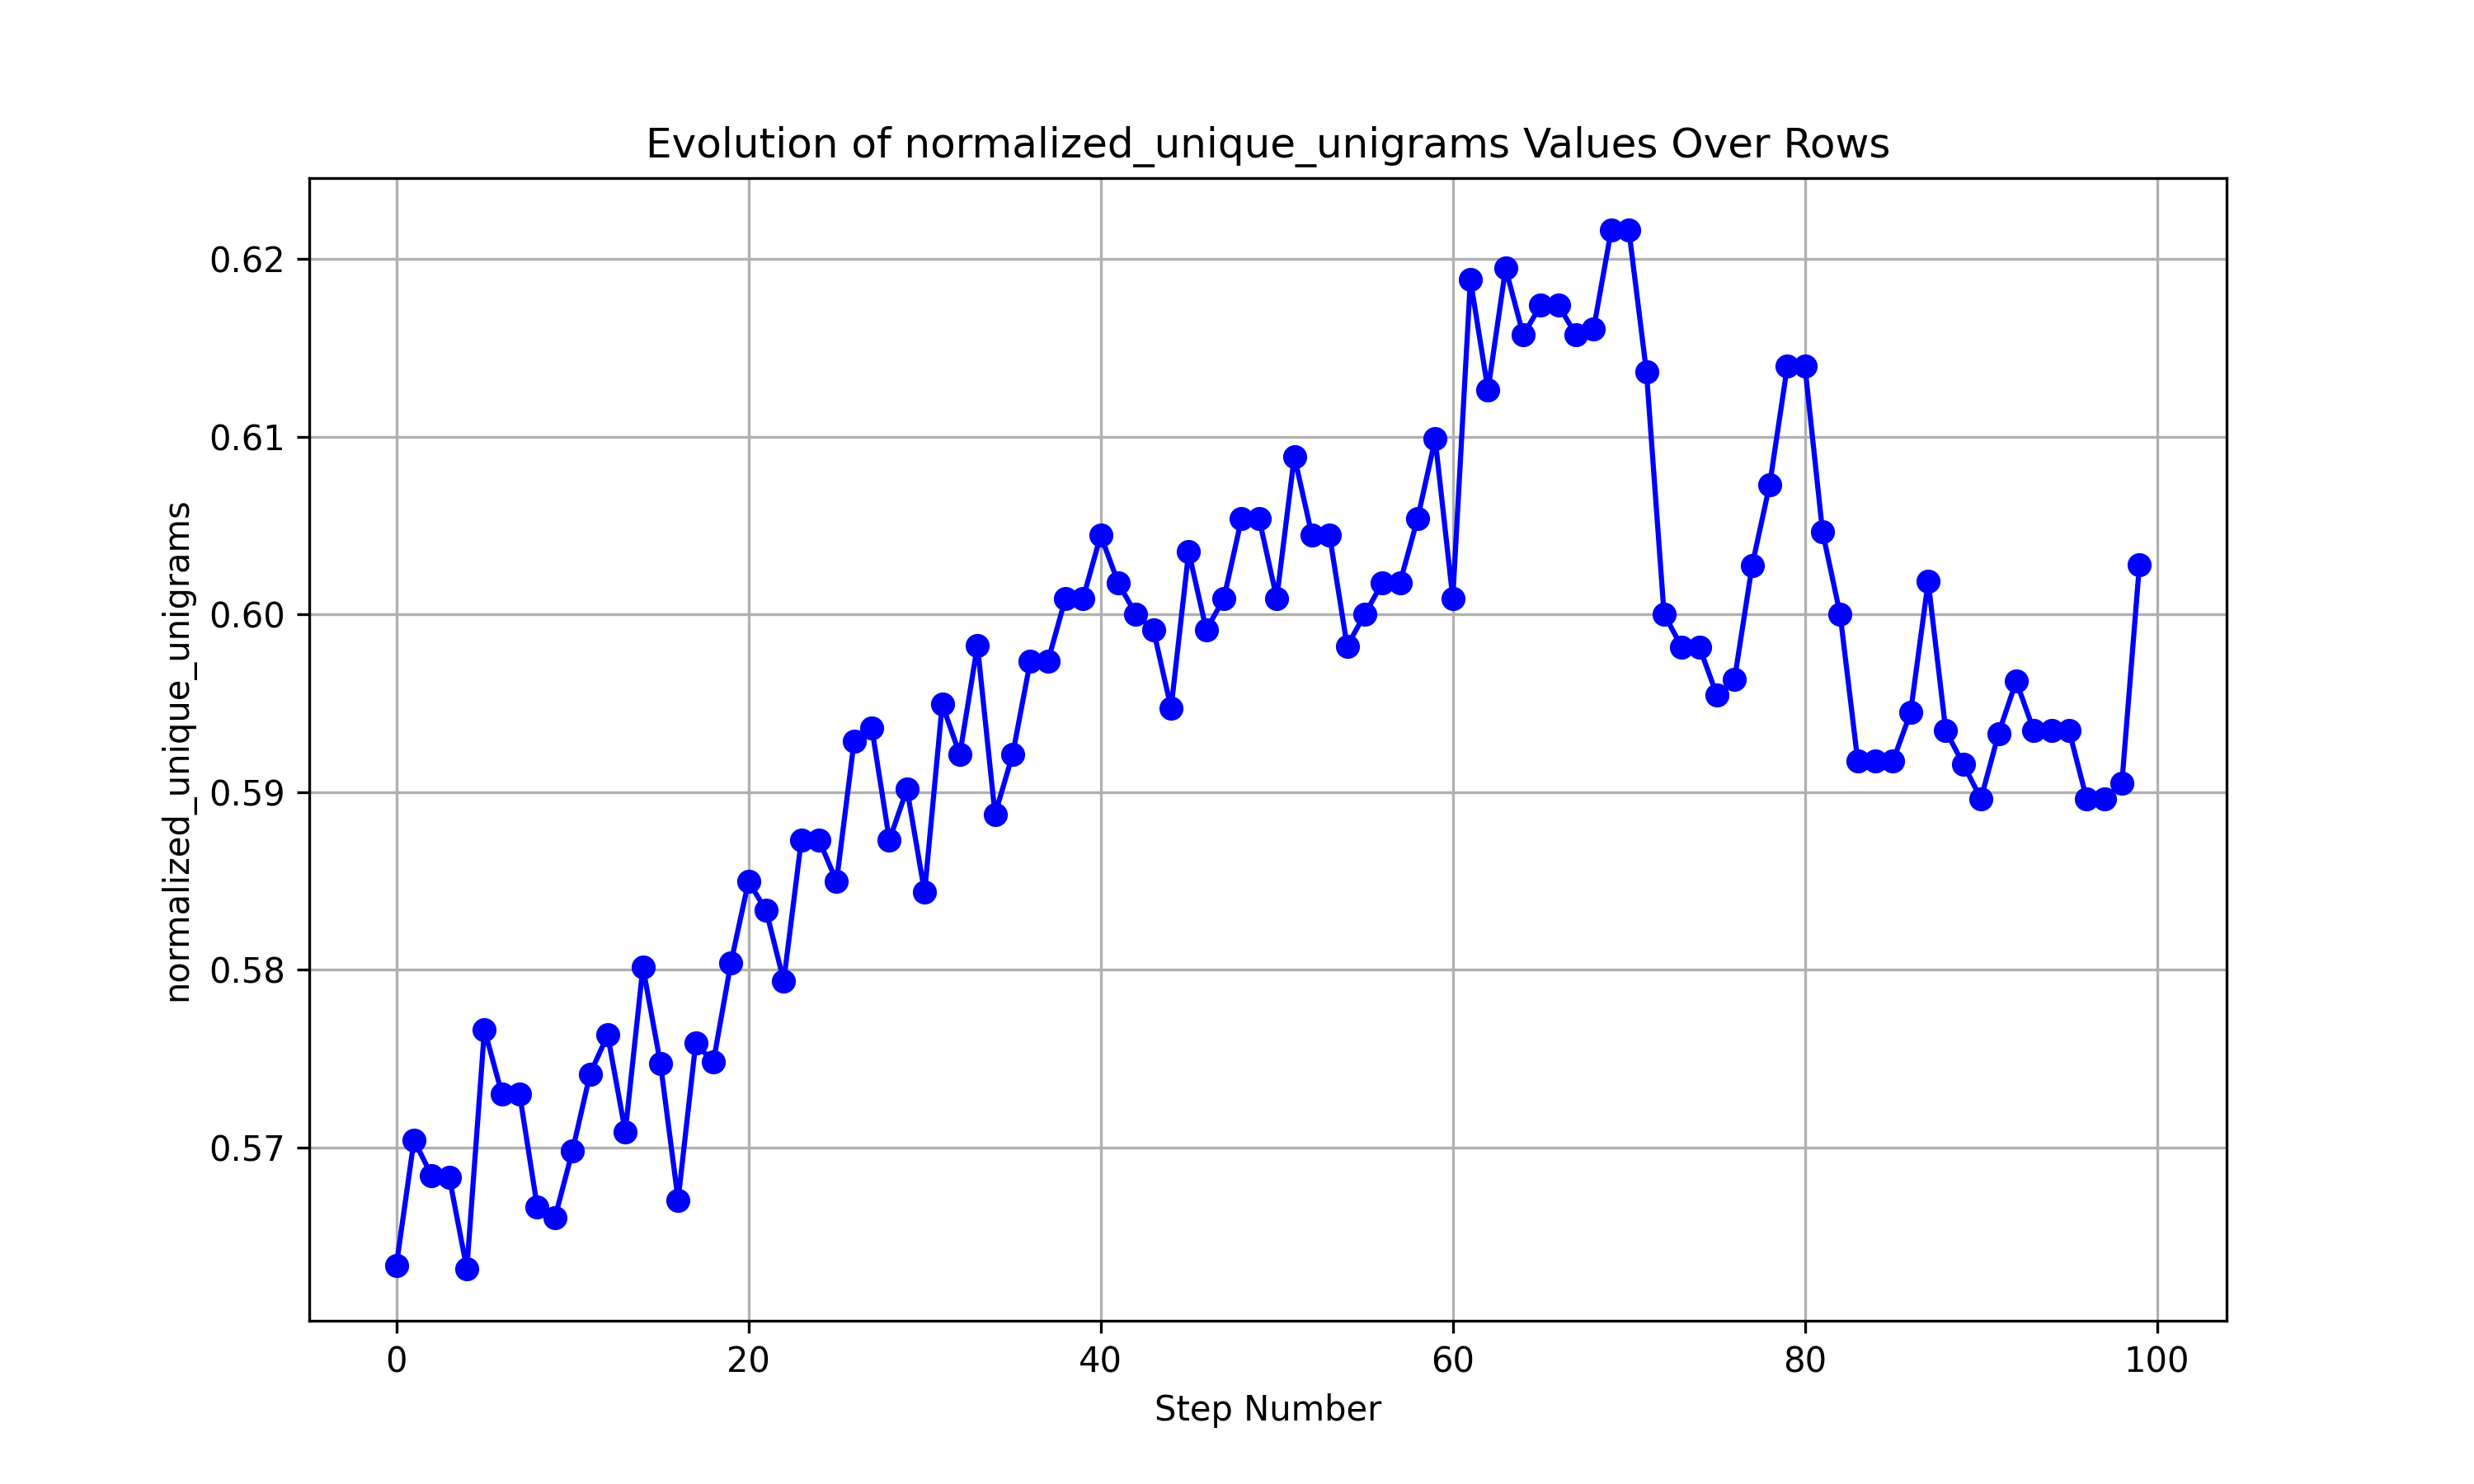 Evolution of normalized_unique_unigrams Values Over Rows
normalized_unique_unigrams
0.62
0.61
0.60
0.59
0.58
0.57
0 20 40 60 80 100
Step Number